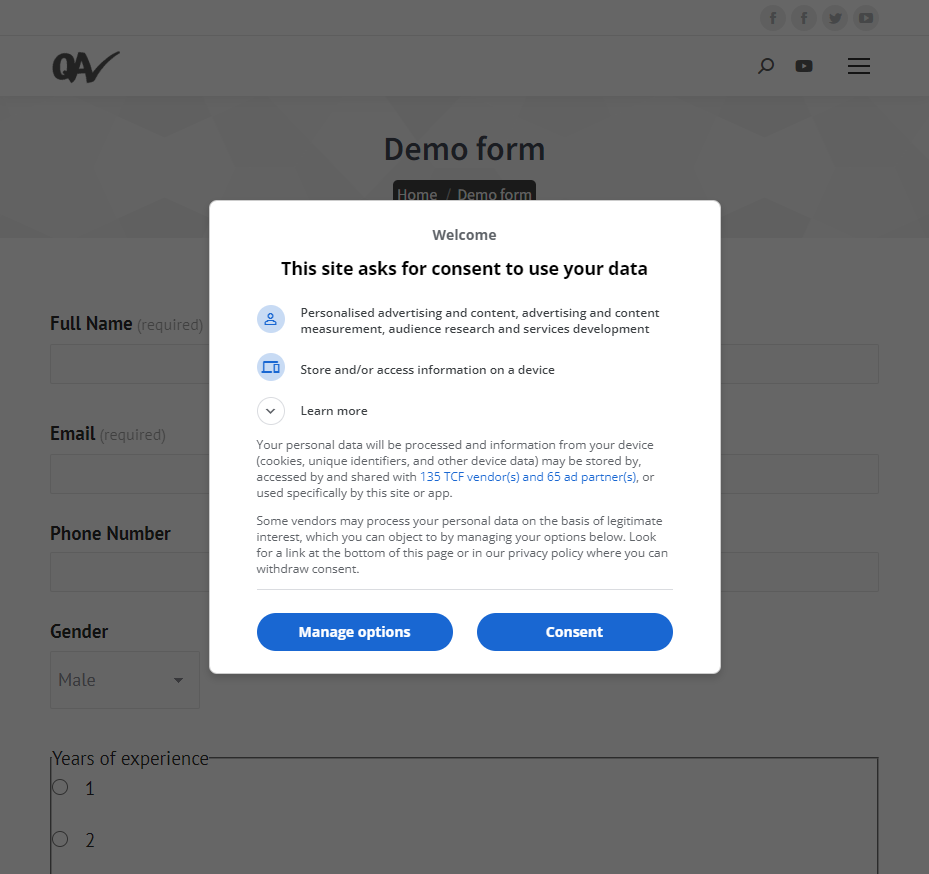 QA
Demo form
Home / Demo form
Welcome
This site asks for consent to use your data
Personalised advertising and content, advertising and content
measurement, audience research and services development
Store and/or access information on a device
Learn more
Your personal data will be processed and information from your device
(cookies, unique identifiers, and other device data) may be stored by,
accessed by and shared with 135 TCF vendor(s) and 65 ad partner(s), or
used specifically by this site or app.
Some vendors may process your personal data on the basis of legitimate
interest, which you can object to by managing your options below. Look
for a link at the bottom of this page or in our privacy policy where you can
withdraw consent.
Manage options
Consent
Full Name (required)
Email (required)
Phone Number
Gender
Male
Years of experience
1
2